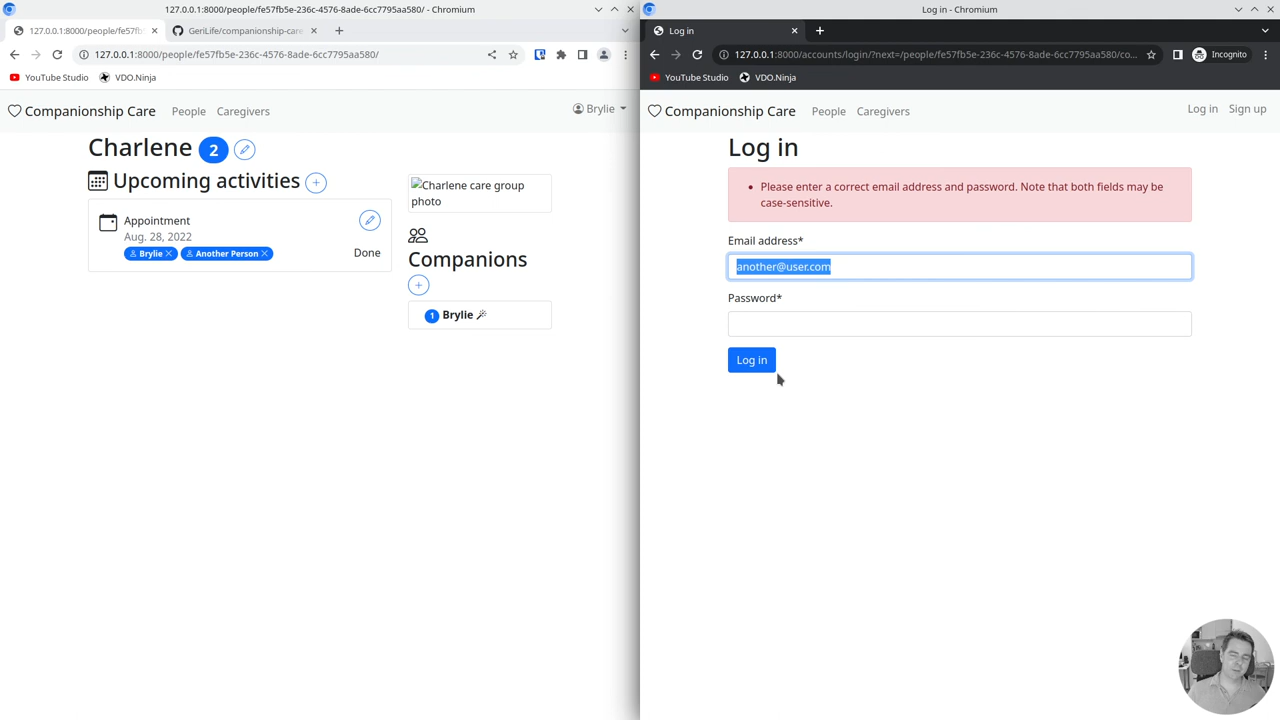 127.0.0.1:8000/people/fe57fb5e-236c-4576-8ade-6cc7795aa580/ - Chromium
127.0.0.1:8000/people/fe57fb5
GeriLife/companionship-care
127.0.0.1:8000/people/fe57fb5e-236c-4576-8ade-6cc7795aa580/
YouTube Studio
VDO.Ninja
Companionship Care
People
Caregivers
Brylie
Charlene 2
Upcoming activities
Appointment
Aug. 28, 2022
Brylie
Another Person
Done
Charlene care group
photo
Companions
1 Brylie
Log in - Chromium
Log in
127.0.0.1:8000/accounts/login/?next=/people/fe57fb5e-236c-4576-8ade-6cc7795aa580/co...
Incognito
YouTube Studio
VDO.Ninja
Companionship Care
People
Caregivers
Log in
Sign up
Log in
Please enter a correct email address and password. Note that both fields may be
case-sensitive.
Email address*
another@user.com
Password*
Log in